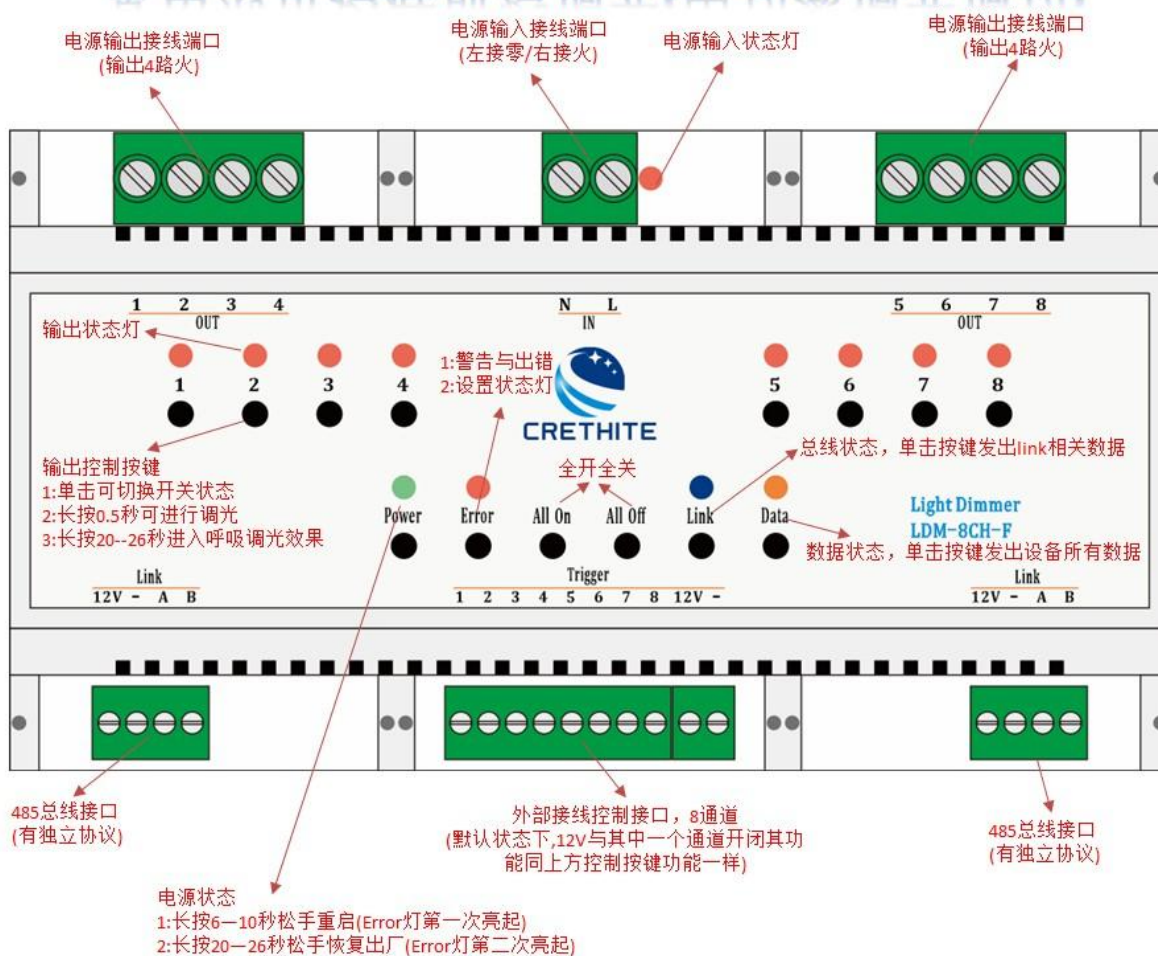 电源输出接线端口
(输出4路火)
电源输入接线端口
(左接零/右接火)
电源输入状态灯
电源输出接线端口
(输出4路火)
1 2 3 4
OUT
N L
IN
5 6 7 8
OUT
输出状态灯
1:警告与出错
2:设置状态灯
1 2 3 4
5 6 7 8
CRETHITE
总线状态，单击按键发出link相关数据
输出控制按键
1:单击可切换开关状态
2:长按0.5秒可进行调光
3:长按20--26秒进入呼吸调光效果
全开全关
Power Error All On All Off Link Data
Light Dimmer
LDM-8CH-F
数据状态，单击按键发出设备所有数据
Link
12V - A B
Trigger
1 2 3 4 5 6 7 8 12V -
Link
12V - A B
485总线接口
(有独立协议)
外部接线控制接口，8通道
(默认状态下,12V与其中一个通道开闭其功
能同上方控制按键功能一样)
485总线接口
(有独立协议)
电源状态
1:长按6—10秒松手重启(Error灯第一次亮起)
2:长按20—26秒松手恢复出厂(Error灯第二次亮起)